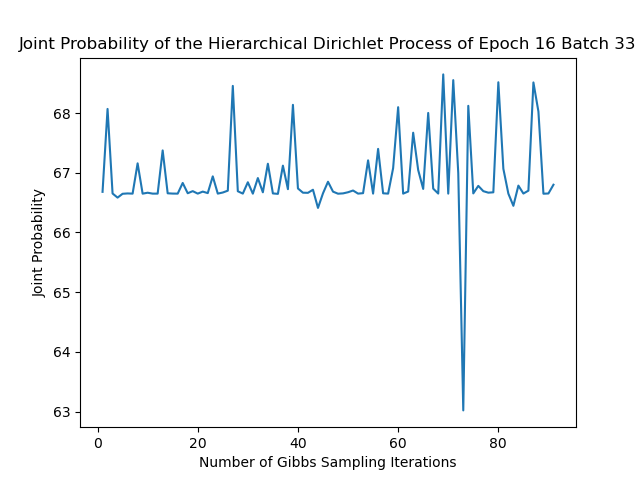 Joint Probability of the Hierarchical Dirichlet Process of Epoch 16 Batch 33
Joint Probability
68
67
66
65
64
63
0 20 40 60 80
Number of Gibbs Sampling Iterations